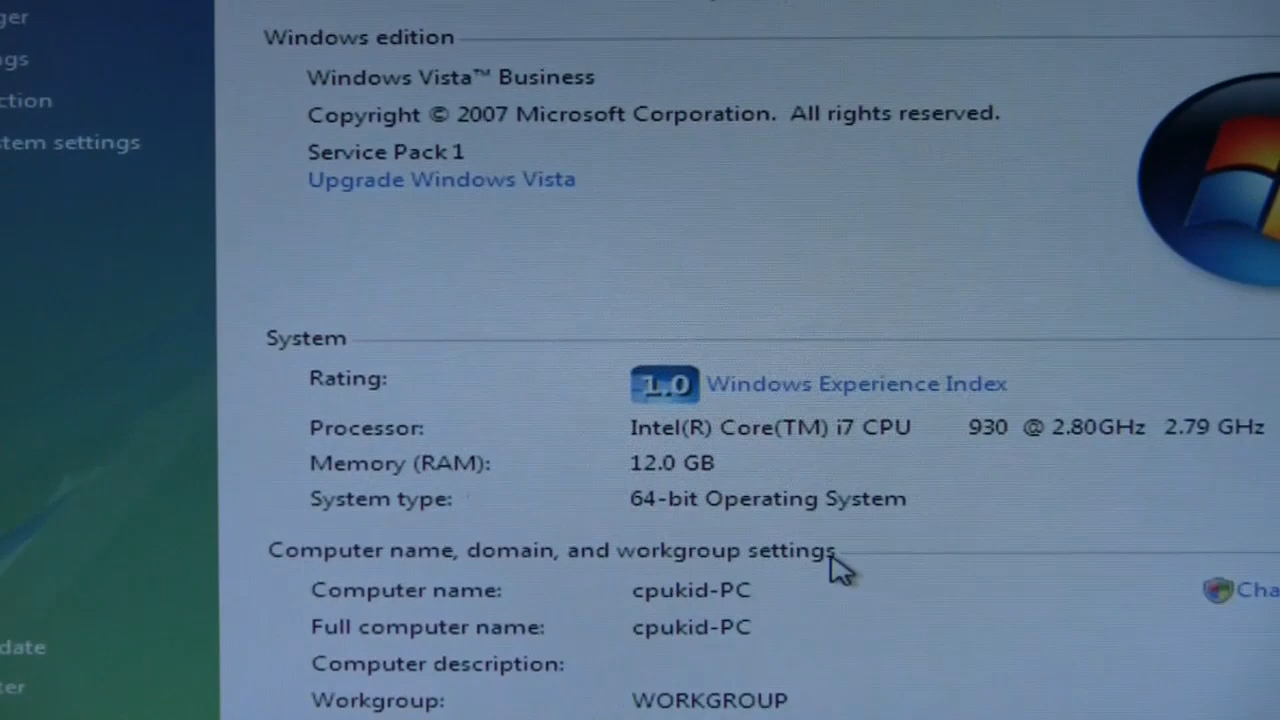 ger
Windows edition
gs
Windows Vista™ Business
ction
Copyright © 2007 Microsoft Corporation. All rights reserved.
stem settings
Service Pack 1
Upgrade Windows Vista
System
Rating: 1.0 Windows Experience Index
Processor: Intel(R) Core(TM) i7 CPU 930 @ 2.80GHz 2.79 GHz
Memory (RAM): 12.0 GB
System type: 64-bit Operating System
Computer name, domain, and workgroup settings
Computer name: cpukid-PC Cha
Full computer name: cpukid-PC
date
Computer description:
ter
Workgroup: WORKGROUP